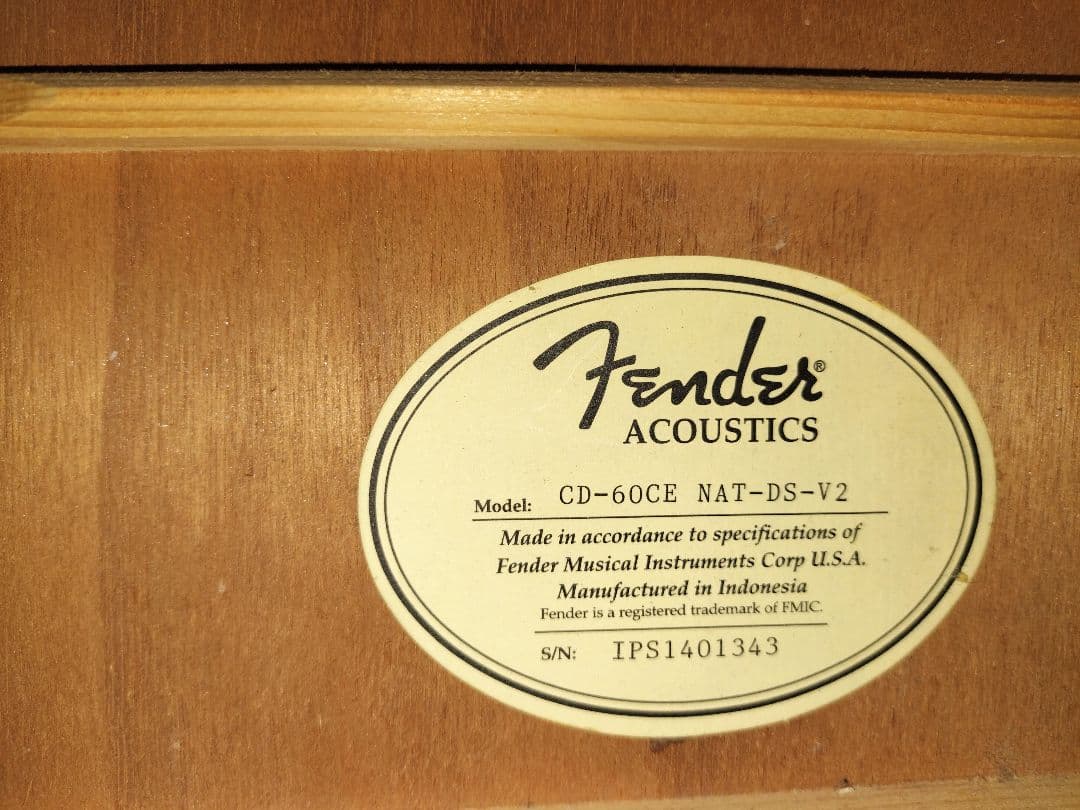 Fender®
ACOUSTICS
Model: CD-60CE NAT-DS-V2
Made in accordance to specifications of
Fender Musical Instruments Corp U.S.A.
Manufactured in Indonesia
Fender is a registered trademark of FMIC.
S/N: IPS1401343